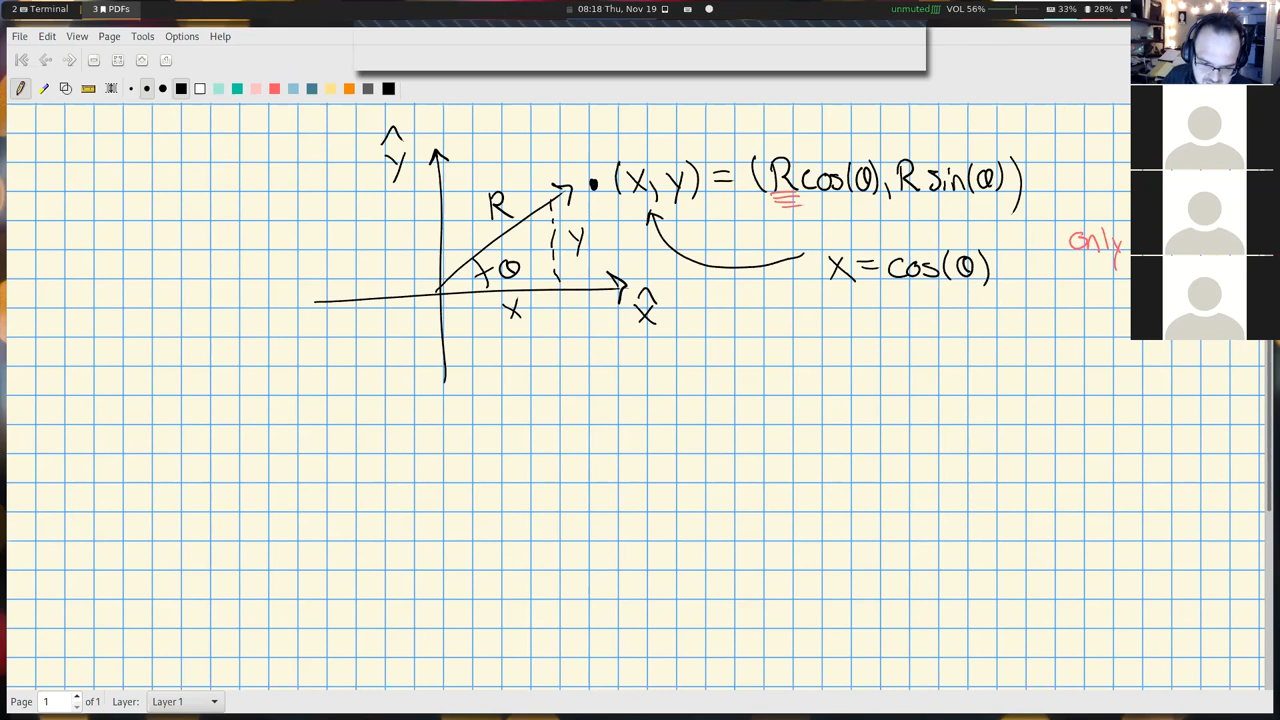 2 Terminal 3 PDFs 08:18 Thu, Nov 19 unmuted VOL 56% 33% 28%
File Edit View Page Tools Options Help
ŷ
R (x, y) = (R cos(θ), R sin(θ))
y
only
θ
x = cos(θ)
x x̂
Page 1 of 1 Layer: Layer 1